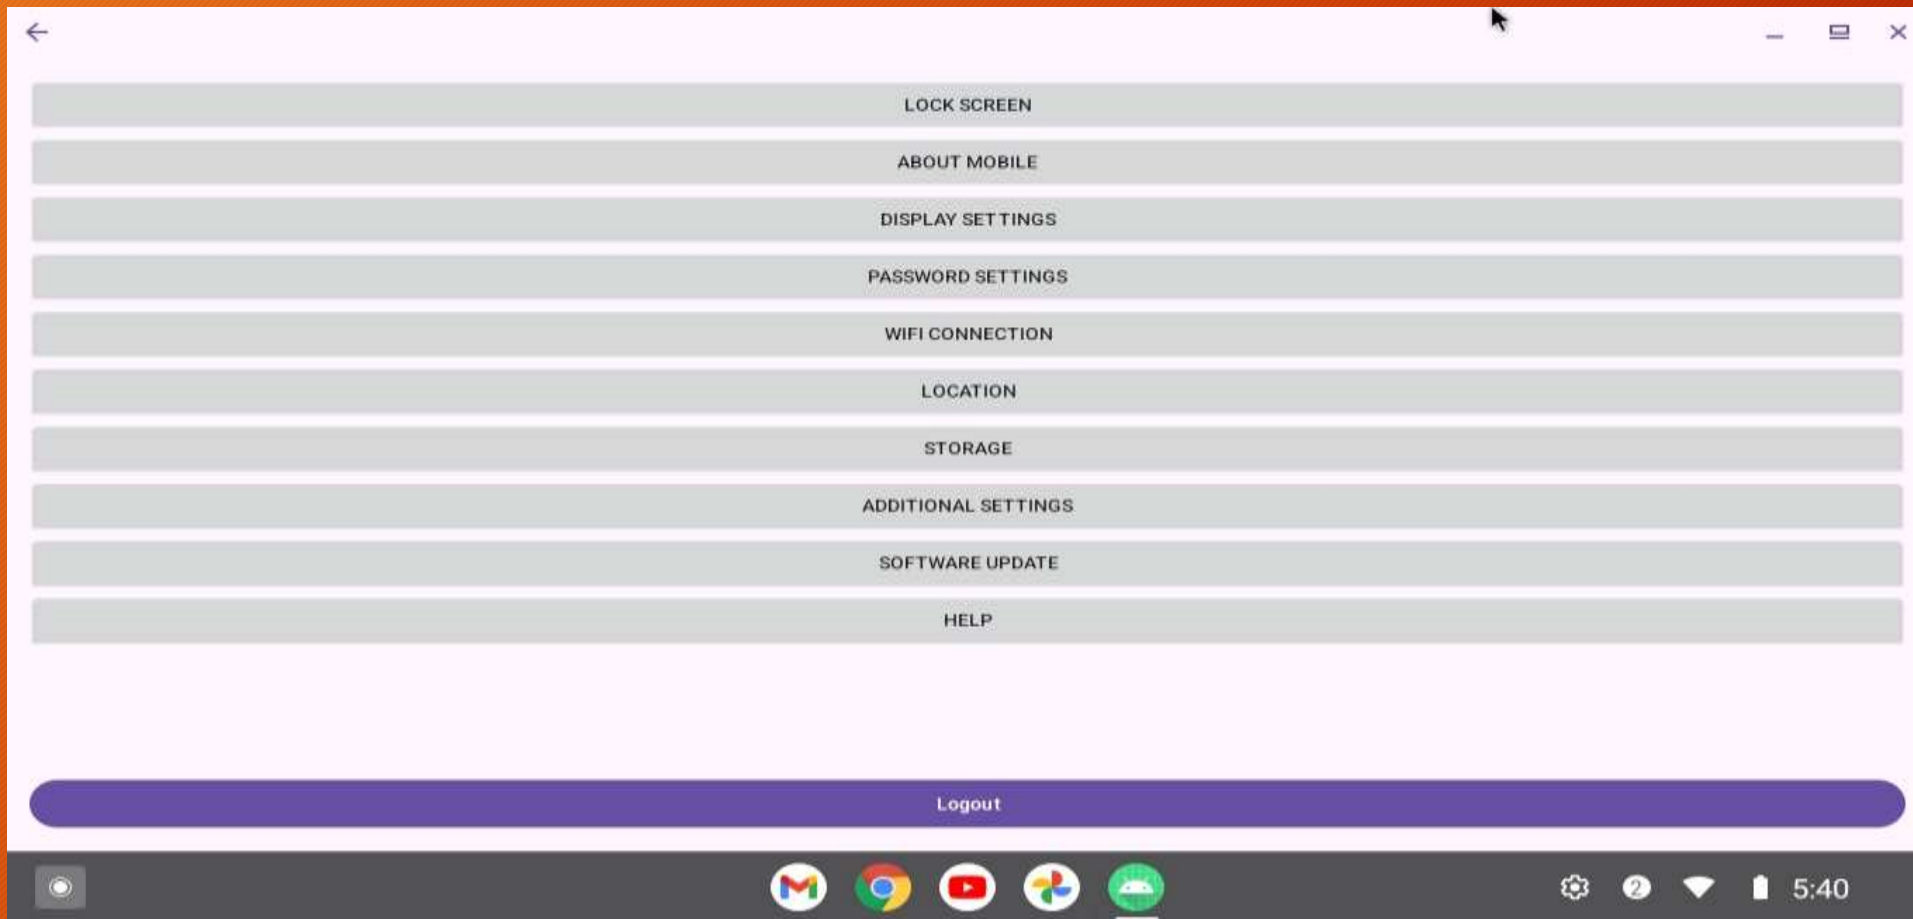 LOCK SCREEN
ABOUT MOBILE
DISPLAY SETTINGS
PASSWORD SETTINGS
WIFI CONNECTION
LOCATION
STORAGE
ADDITIONAL SETTINGS
SOFTWARE UPDATE
HELP
Logout
2 5:40